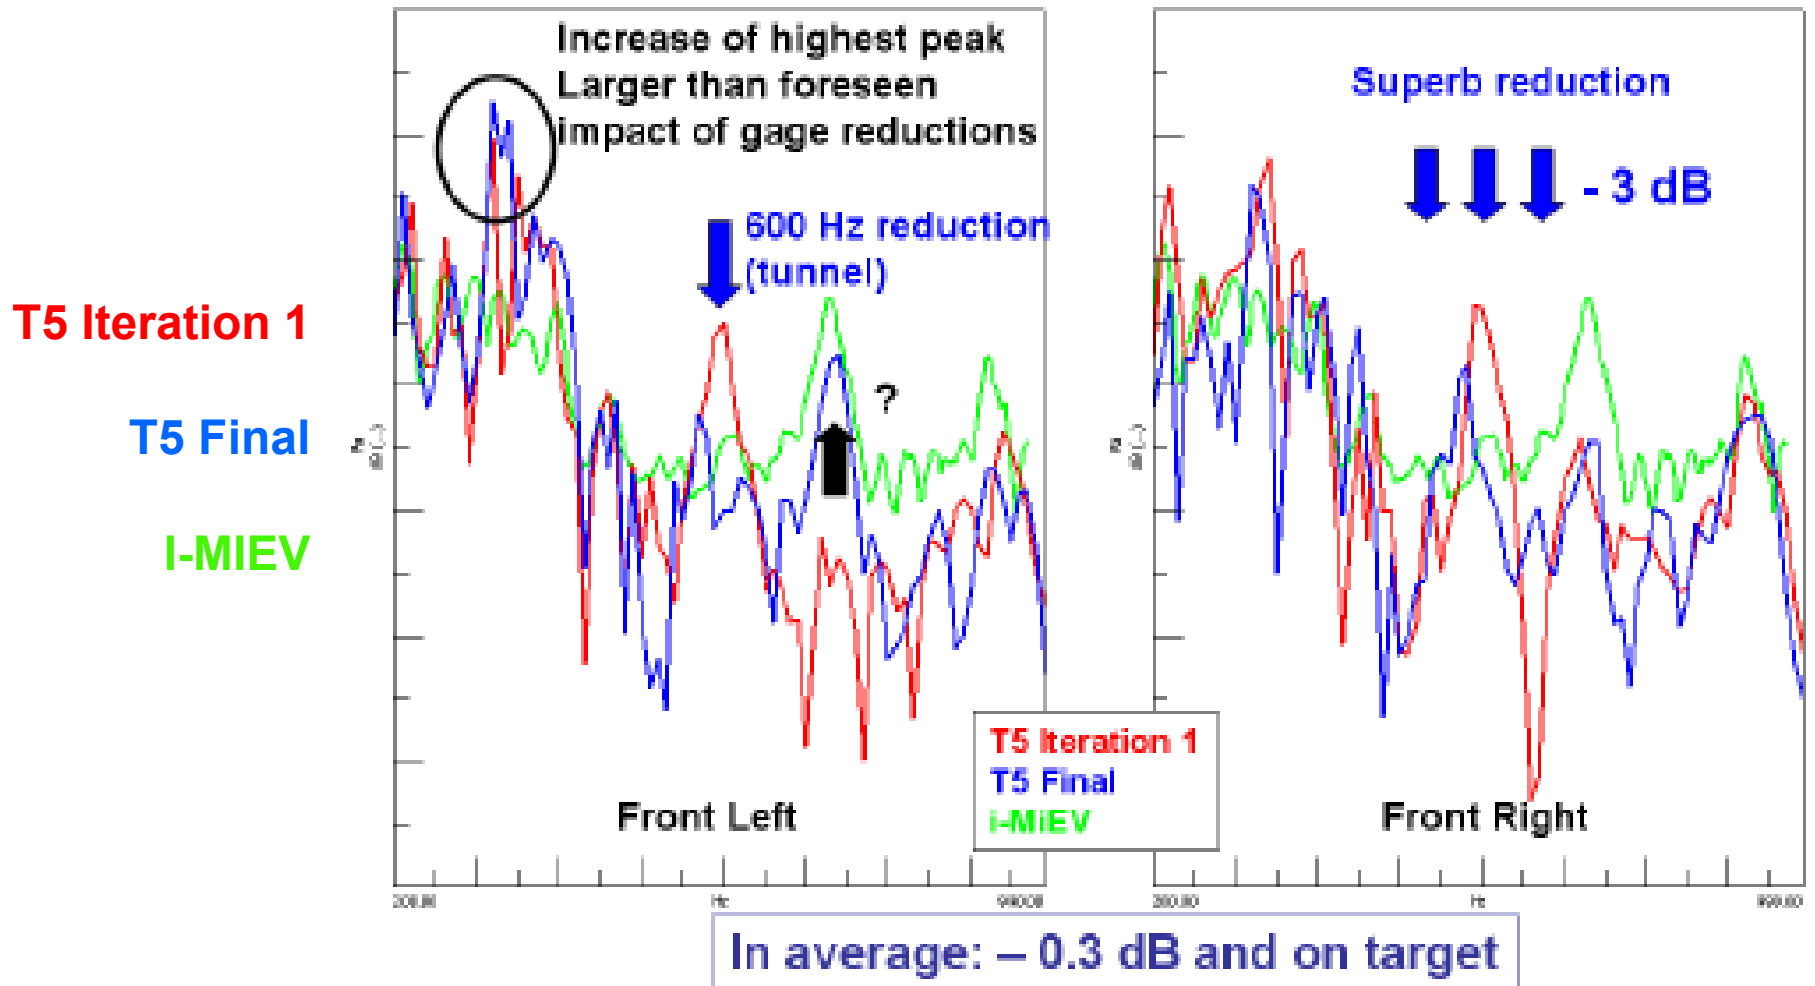 Increase of highest peak
Larger than foreseen
impact of gage reductions
Superb reduction
- 3 dB
600 Hz reduction
(tunnel)
T5 Iteration 1
T5 Final
I-MIEV
?
T5 Iteration 1
T5 Final
i-MiEV
Front Left
Front Right
Hz
Hz
In average: – 0.3 dB and on target